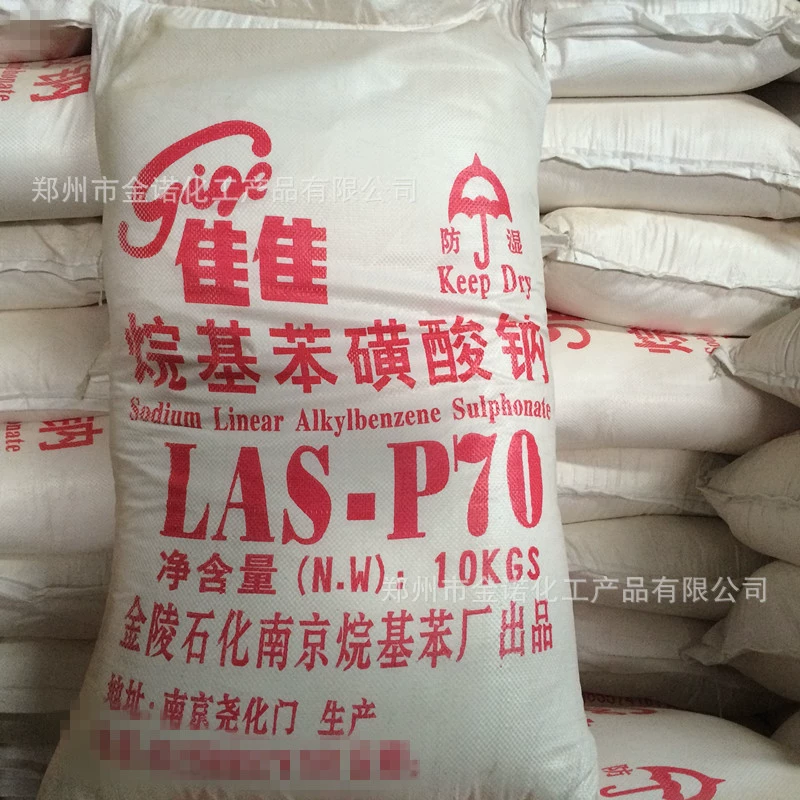 佳佳
防 湿
Keep Dry
烷基苯磺酸钠
Sodium Linear Alkylbenzene Sulphonate
LAS-P70
净含量 (N.W): 10KGS
金陵石化南京烷基苯厂出品
地址: 南京尧化门 生产
郑州市金诺化工产品有限公司
郑州市金诺化工产品有限公司
钠
钠
防